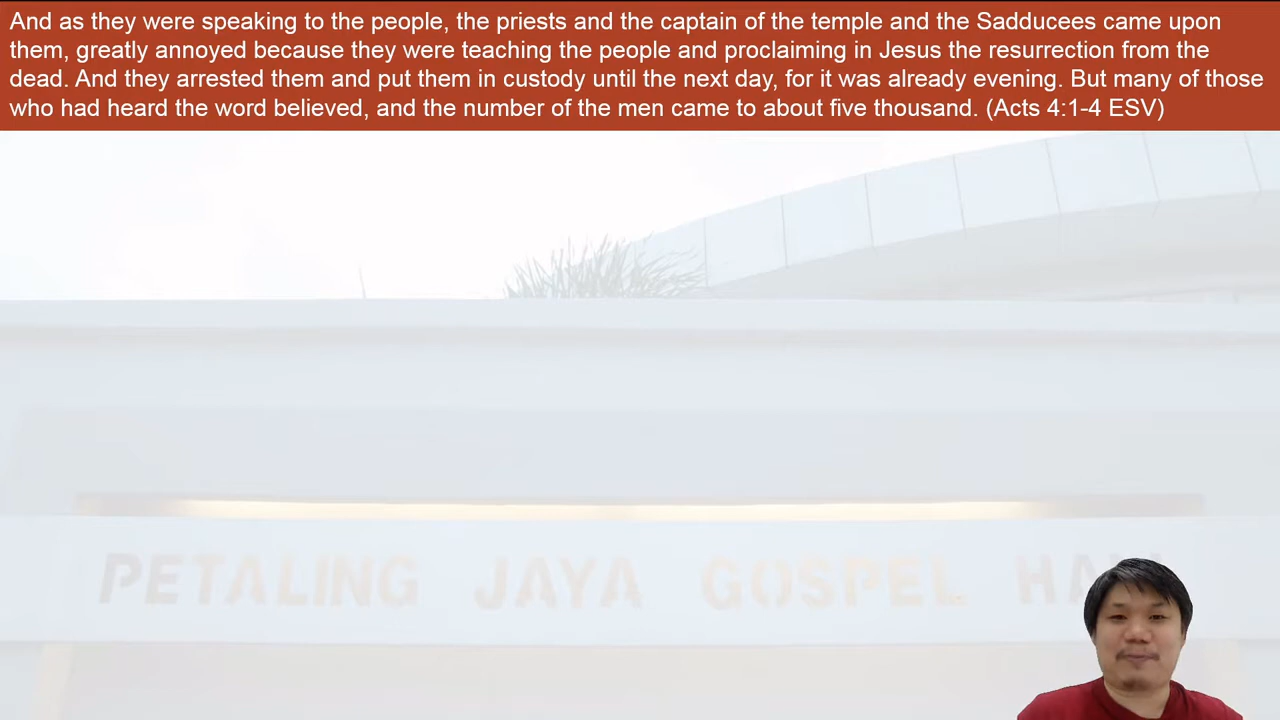 And as they were speaking to the people, the priests and the captain of the temple and the Sadducees came upon
them, greatly annoyed because they were teaching the people and proclaiming in Jesus the resurrection from the
dead. And they arrested them and put them in custody until the next day, for it was already evening. But many of those
who had heard the word believed, and the number of the men came to about five thousand. (Acts 4:1-4 ESV)
PETALING JAYA GOSPEL